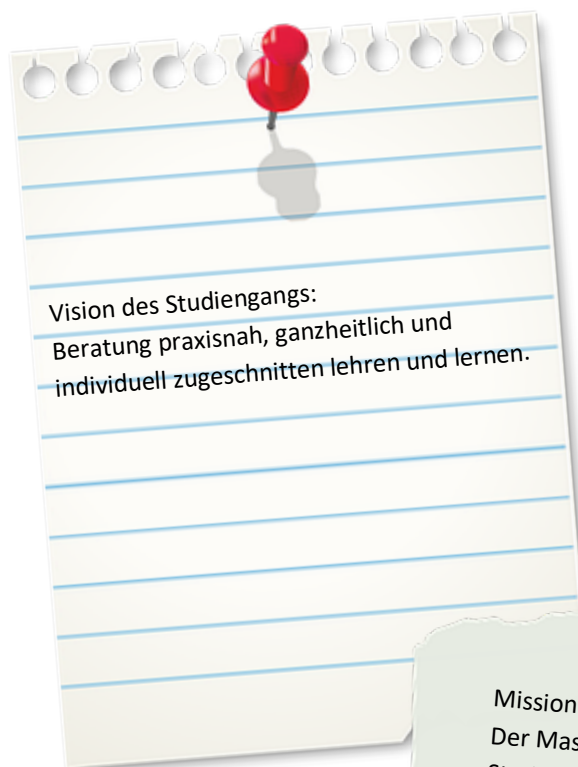 Vision des Studiengangs:
Beratung praxisnah, ganzheitlich und
individuell zugeschnitten lehren und lernen.
Mission
Der Mas